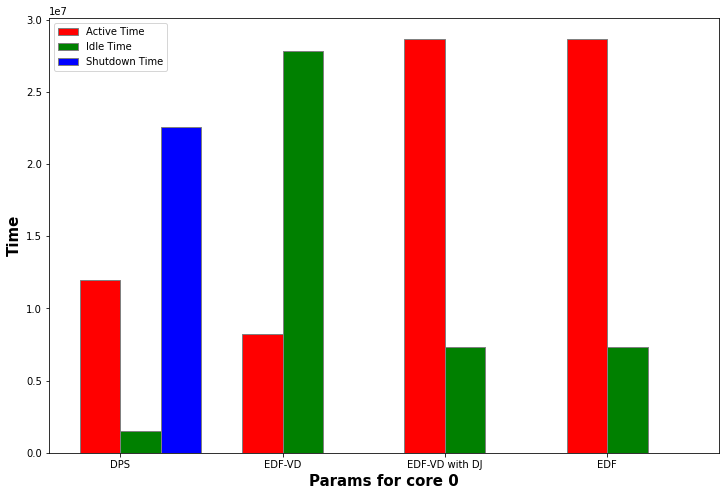 1e7
3.0
2.5
2.0
1.5
1.0
0.5
0.0
Time
Active Time
Idle Time
Shutdown Time
DPS EDF-VD EDF-VD with DJ EDF
Params for core 0